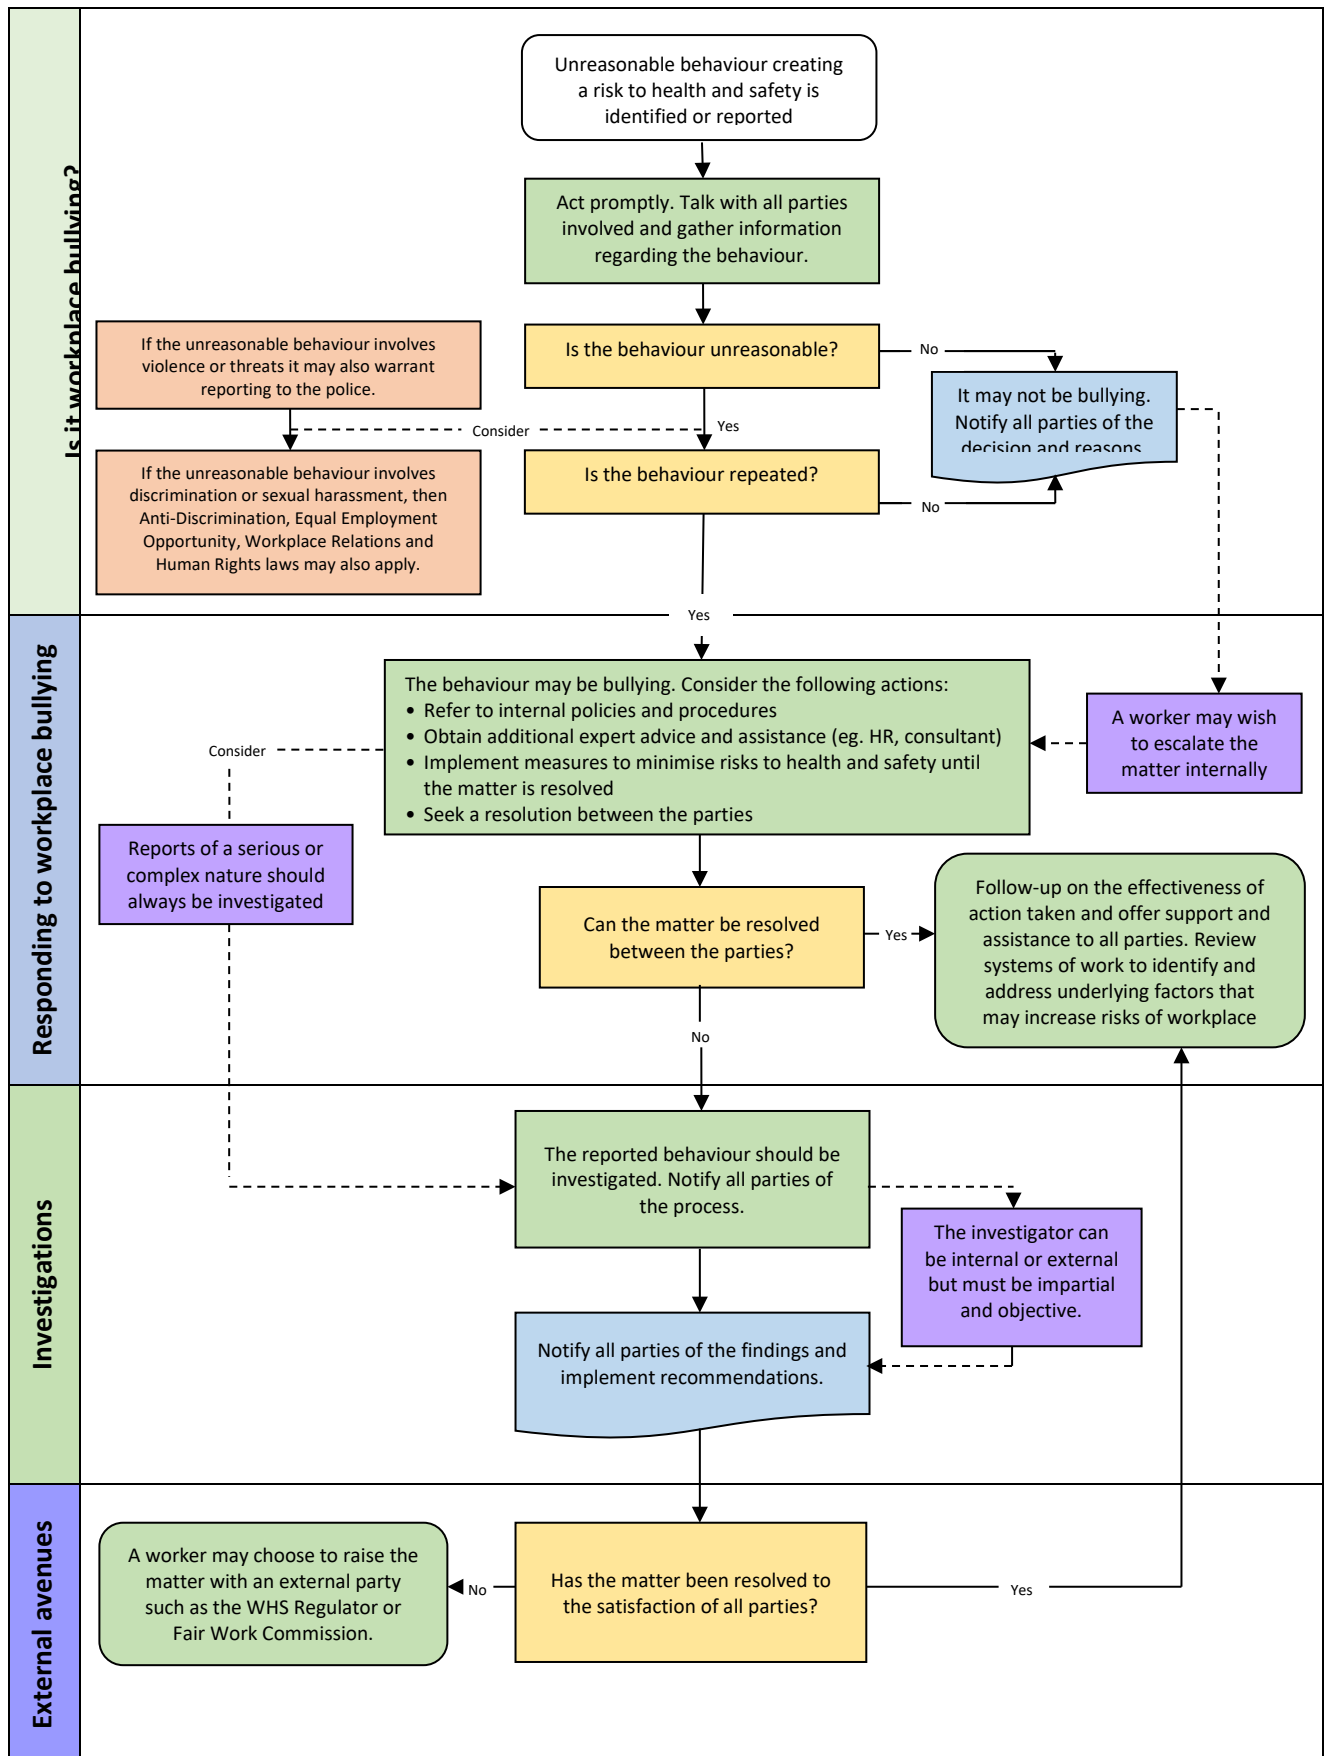 Is it workplace bullying?
Unreasonable behaviour creating
a risk to health and safety is
identified or reported
Act promptly. Talk with all parties
involved and gather information
regarding the behaviour.
If the unreasonable behaviour involves
violence or threats it may also warrant
reporting to the police.
Is the behaviour unreasonable?
No
It may not be bullying.
Notify all parties of the
decision and reasons
Consider
Yes
If the unreasonable behaviour involves
discrimination or sexual harassment, then
Anti-Discrimination, Equal Employment
Opportunity, Workplace Relations and
Human Rights laws may also apply.
Is the behaviour repeated?
No
Yes
Responding to workplace bullying
The behaviour may be bullying. Consider the following actions:
• Refer to internal policies and procedures
• Obtain additional expert advice and assistance (eg. HR, consultant)
• Implement measures to minimise risks to health and safety until
the matter is resolved
• Seek a resolution between the parties
A worker may wish
to escalate the
matter internally
Consider
Reports of a serious or
complex nature should
always be investigated
Can the matter be resolved
between the parties?
Yes
Follow-up on the effectiveness of
action taken and offer support and
assistance to all parties. Review
systems of work to identify and
address underlying factors that
may increase risks of workplace
No
Investigations
The reported behaviour should be
investigated. Notify all parties of
the process.
The investigator can
be internal or external
but must be impartial
and objective.
Notify all parties of the findings and
implement recommendations.
External avenues
A worker may choose to raise the
matter with an external party
such as the WHS Regulator or
Fair Work Commission.
No
Has the matter been resolved to
the satisfaction of all parties?
Yes